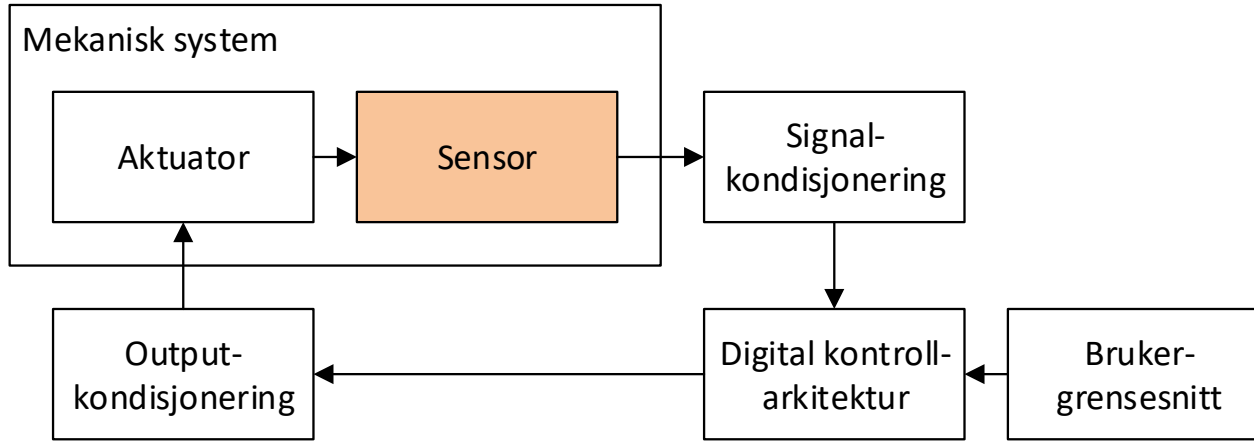 Mekanisk system
Aktuator
Sensor
Signal-
kondisjonering
Output-
kondisjonering
Digital kontroll-
arkitektur
Bruker-
grensesnitt